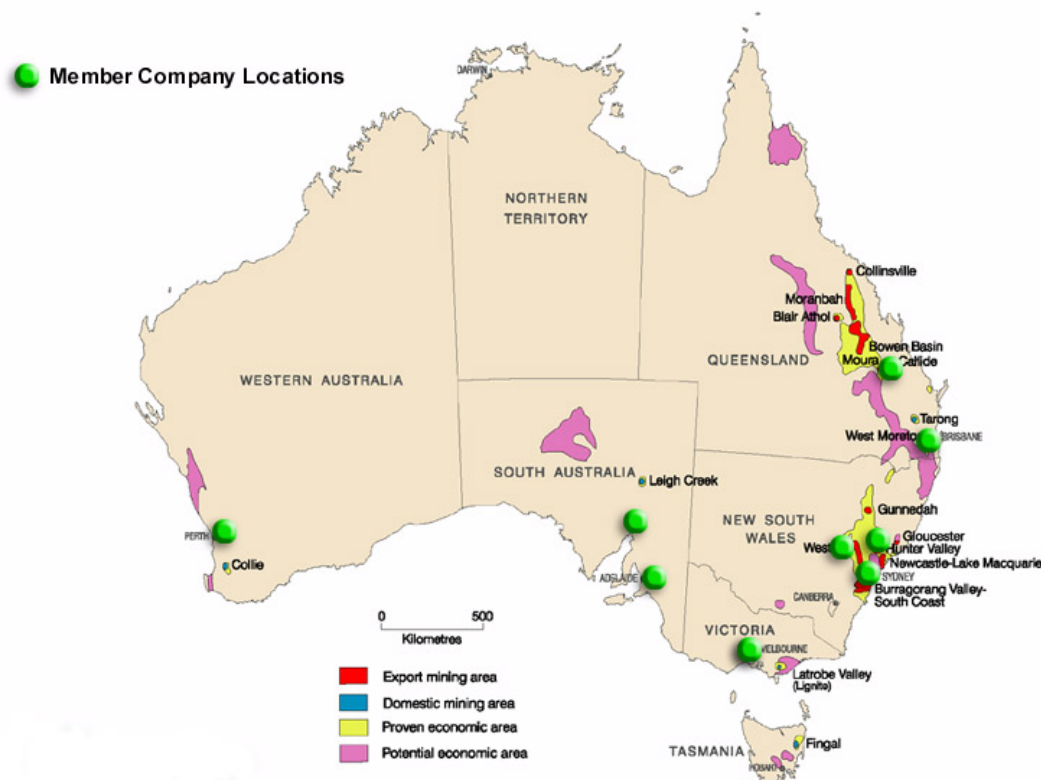 Member Company Locations
DARWIN
NORTHERN
TERRITORY
Collinsville
Moranbah
Blair Athol
Bowen Basin
QUEENSLAND
Moura
Callide
WESTERN AUSTRALIA
Tarong
West Moreto
BRISBANE
SOUTH AUSTRALIA
Leigh Creek
Gunnedah
NEW SOUTH
WALES
PERTH
Gloucester
West
Hunter Valley
Newcastle-Lake Macquarie
Collie
ADELAIDE
SYDNEY
Burragorang Valley-
South Coast
CANBERRA
0 500
Kilometres
VICTORIA
MELBOURNE
Latrobe Valley
(Lignite)
Export mining area
Domestic mining area
Proven economic area
Potential economic area
TASMANIA
Fingal
HOBART